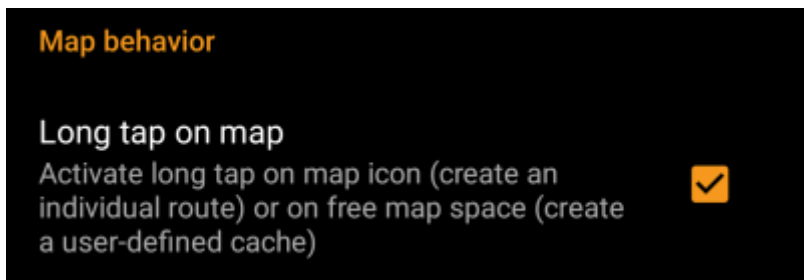 Map behavior
Long tap on map
Activate long tap on map icon (create an
individual route) or on free map space (create
a user-defined cache)